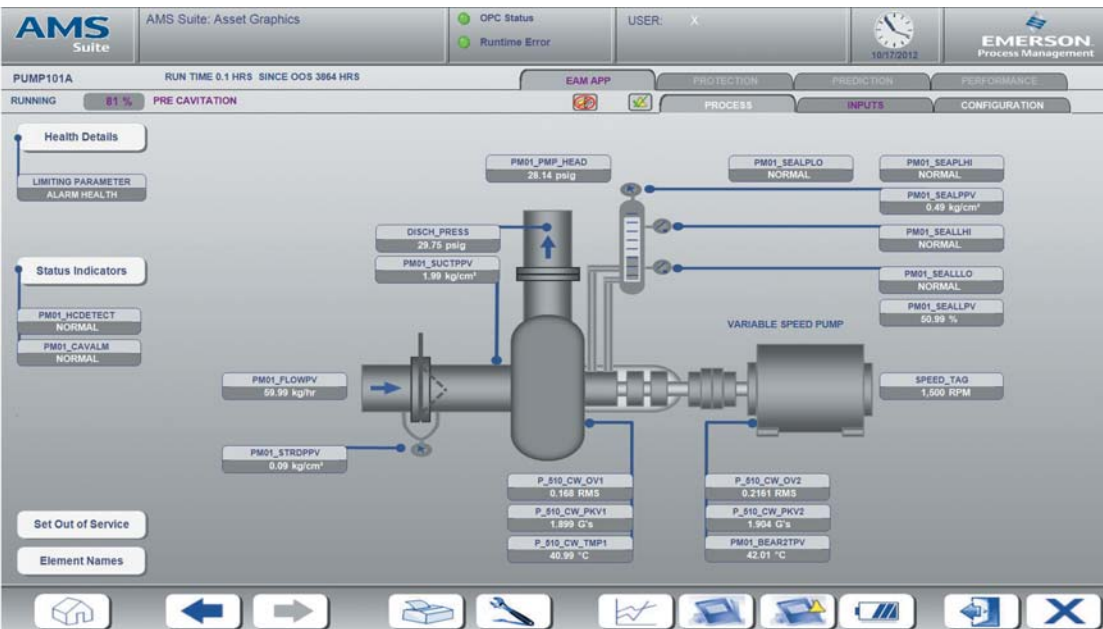 AMS
Suite
AMS Suite: Asset Graphics
OPC Status
Runtime Error
USER: X
10/17/2012
EMERSON
Process Management
PUMP101A
RUN TIME 0.1 HRS SINCE OOS 3864 HRS
EAM APP
PROTECTION
PREDICTION
PERFORMANCE
RUNNING
81 %
PRE CAVITATION
PROCESS
INPUTS
CONFIGURATION
Health Details
LIMITING PARAMETER
ALARM HEALTH
Status Indicators
PM01_HCDETECT
NORMAL
PM01_CAVALM
NORMAL
PM01_PMP_HEAD
28.14 psig
DISCH_PRESS
29.75 psig
PM01_SUCTPPV
1.99 kg/cm²
PM01_SEALPLO
NORMAL
PM01_SEAPLHI
NORMAL
PM01_SEALPPV
0.49 kg/cm²
PM01_SEALLHI
NORMAL
PM01_SEALLLO
NORMAL
PM01_SEALLPV
50.99 %
VARIABLE SPEED PUMP
PM01_FLOWPV
59.99 kg/hr
SPEED_TAG
1,500 RPM
PM01_STRDPPV
0.09 kg/cm²
P_510_CW_OV1
0.168 RMS
P_510_CW_PKV1
1.899 G's
P_510_CW_TMP1
40.99 °C
P_510_CW_OV2
0.2161 RMS
P_510_CW_PKV2
1.904 G's
PM01_BEAR2TPV
42.01 °C
Set Out of Service
Element Names